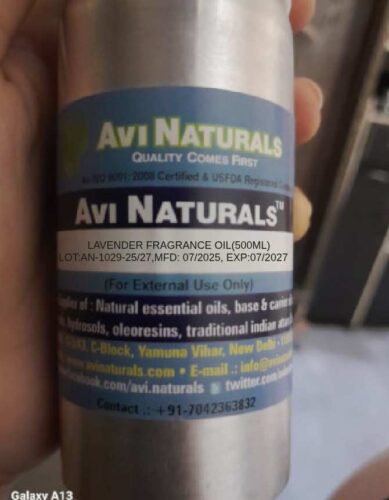 AVI NATURALS
QUALITY COMES FIRST
An ISO 9001: 2008 Certified & USFDA Registered
AVI NATURALS™
LAVENDER FRAGRANCE OIL(500ML)
LOT:AN-1029-25/27,MFD: 07/2025, EXP:07/2027
(For External Use Only)
of : Natural essential oils, base & carrier
hydrosols, oleoresins, traditional indian
C-Block, Yamuna Vihar, New Delhi -
www.avinaturals.com • E-mail.: info@
facebook.com/avi.naturals twitter.com/
Contact .: +91-7042363832
Galaxy A13